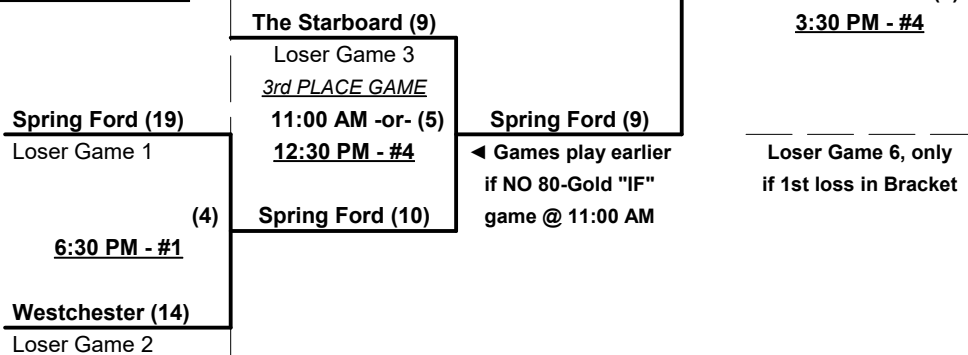 The Starboard (9)
3:30 PM - #4
Loser Game 3
3rd PLACE GAME
Spring Ford (19)
11:00 AM -or- (5)
Spring Ford (9)
Loser Game 1
12:30 PM - #4
◄ Games play earlier
Loser Game 6, only
if NO 80-Gold "IF"
if 1st loss in Bracket
(4)
Spring Ford (10)
game @ 11:00 AM
6:30 PM - #1
Westchester (14)
Loser Game 2